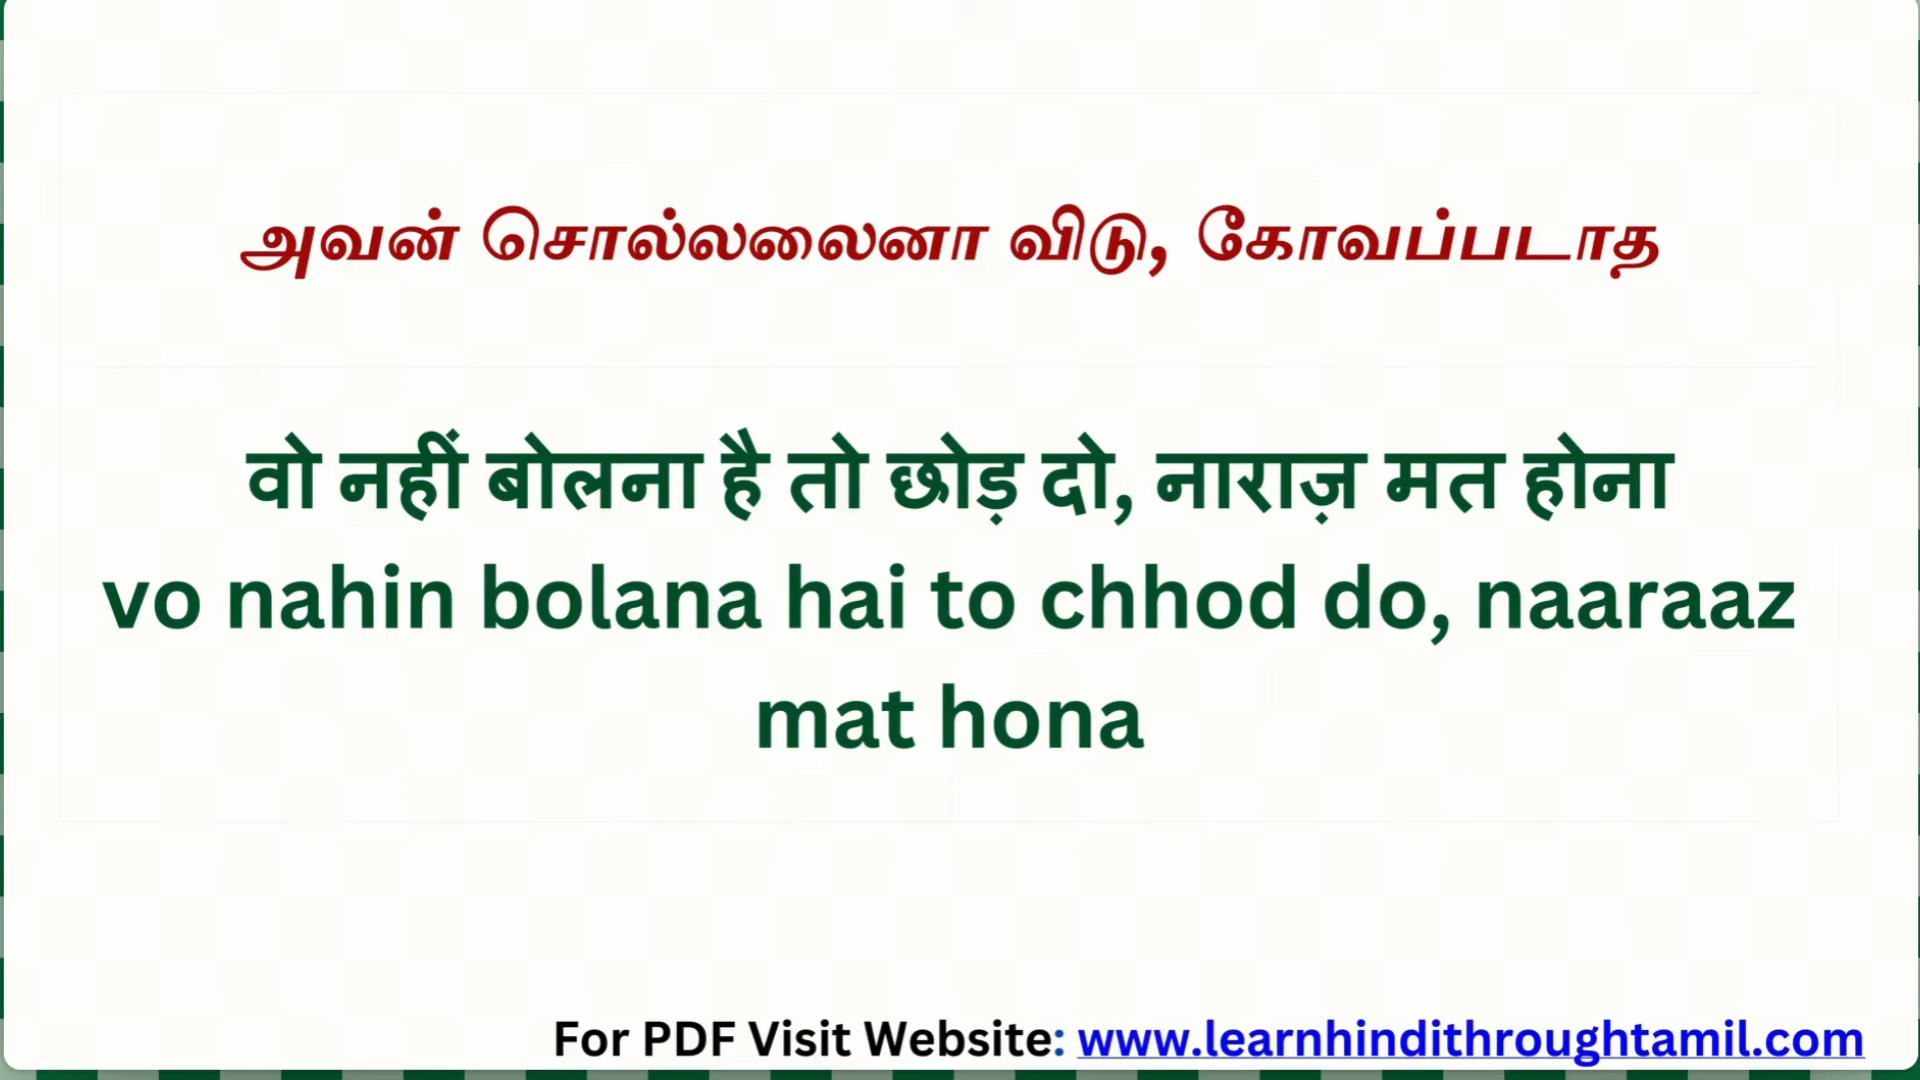 அவன் சொல்லலைனா விடு, கோவப்படாத
वो नहीं बोलना है तो छोड़ दो, नाराज़ मत होना
vo nahin bolana hai to chhod do, naaraaz
mat hona
For PDF Visit Website: www.learnhindithroughtamil.com